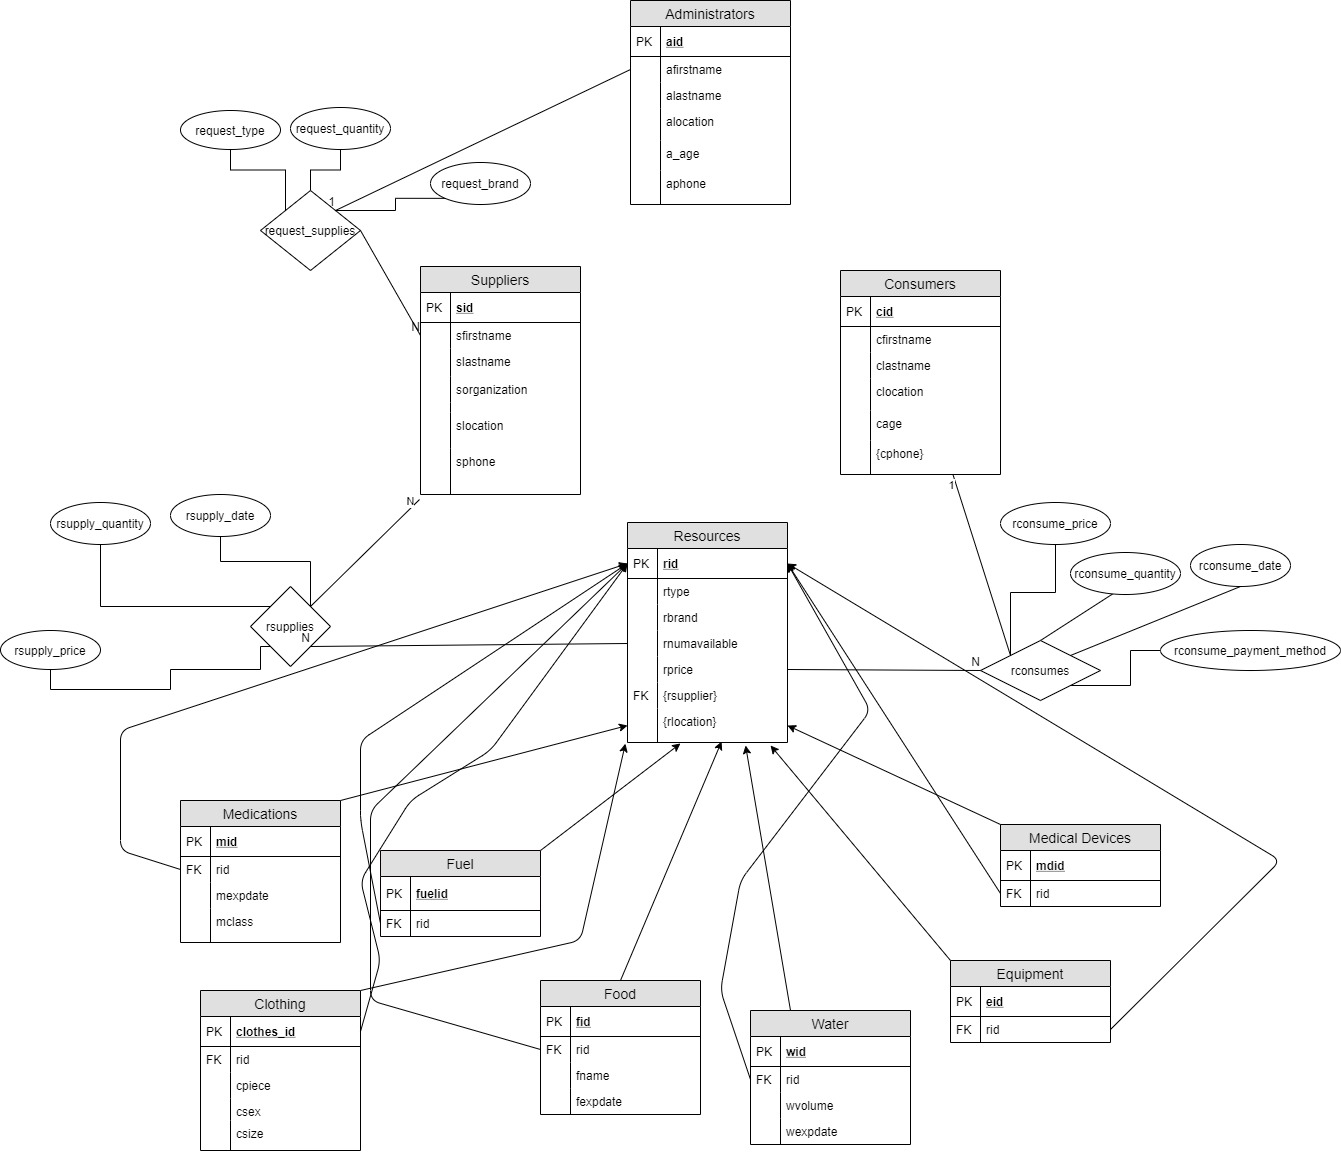 Administrators
PK aid
afirstname
alastname
alocation
a_age
aphone
request_type
request_quantity
request_brand
1
request_supplies
N
Suppliers
PK sid
sfirstname
slastname
sorganization
slocation
sphone
Consumers
PK cid
cfirstname
clastname
clocation
cage
{cphone}
1
N
rsupply_quantity
rsupply_date
rsupplies
N
rsupply_price
Resources
PK rid
rtype
rbrand
rnumavailable
rprice
FK {rsupplier}
{rlocation}
rconsume_price
rconsume_quantity
rconsume_date
rconsume_payment_method
N
rconsumes
Medications
PK mid
FK rid
mexpdate
mclass
Fuel
PK fuelid
FK rid
Medical Devices
PK mdid
FK rid
Clothing
PK clothes_id
FK rid
cpiece
csex
csize
Food
PK fid
FK rid
fname
fexpdate
Water
PK wid
FK rid
wvolume
wexpdate
Equipment
PK eid
FK rid